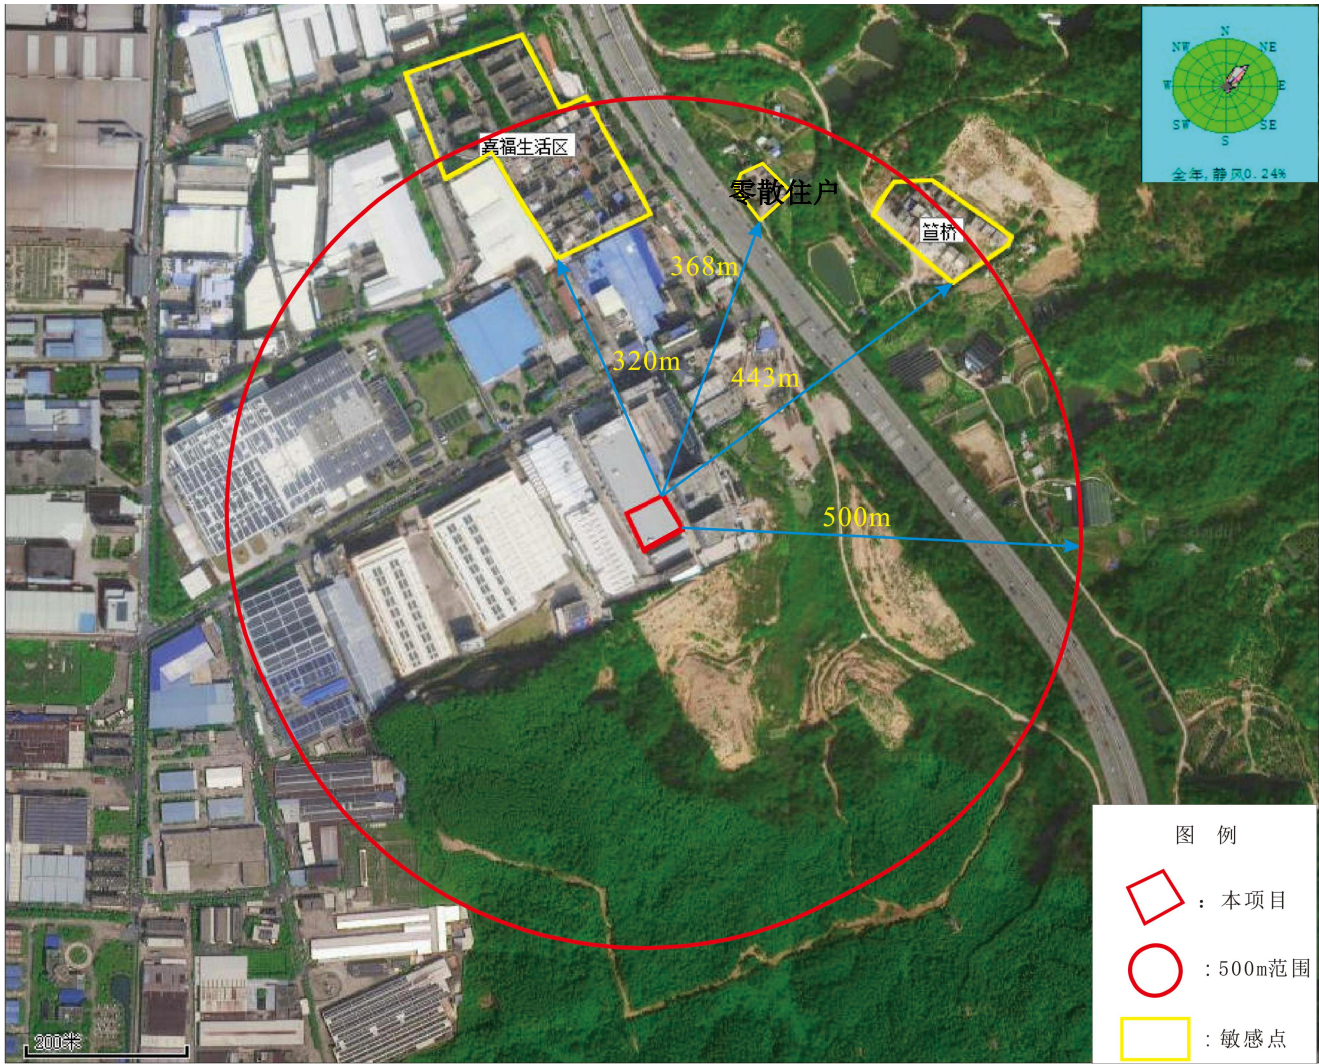 N
NW
NE
W
E
SW
SE
S
全年,静风0.24%
嘉福生活区
零散住户
筤桥
368m
320m
443m
500m
图 例
：本项目
：500m范围
：敏感点
200米